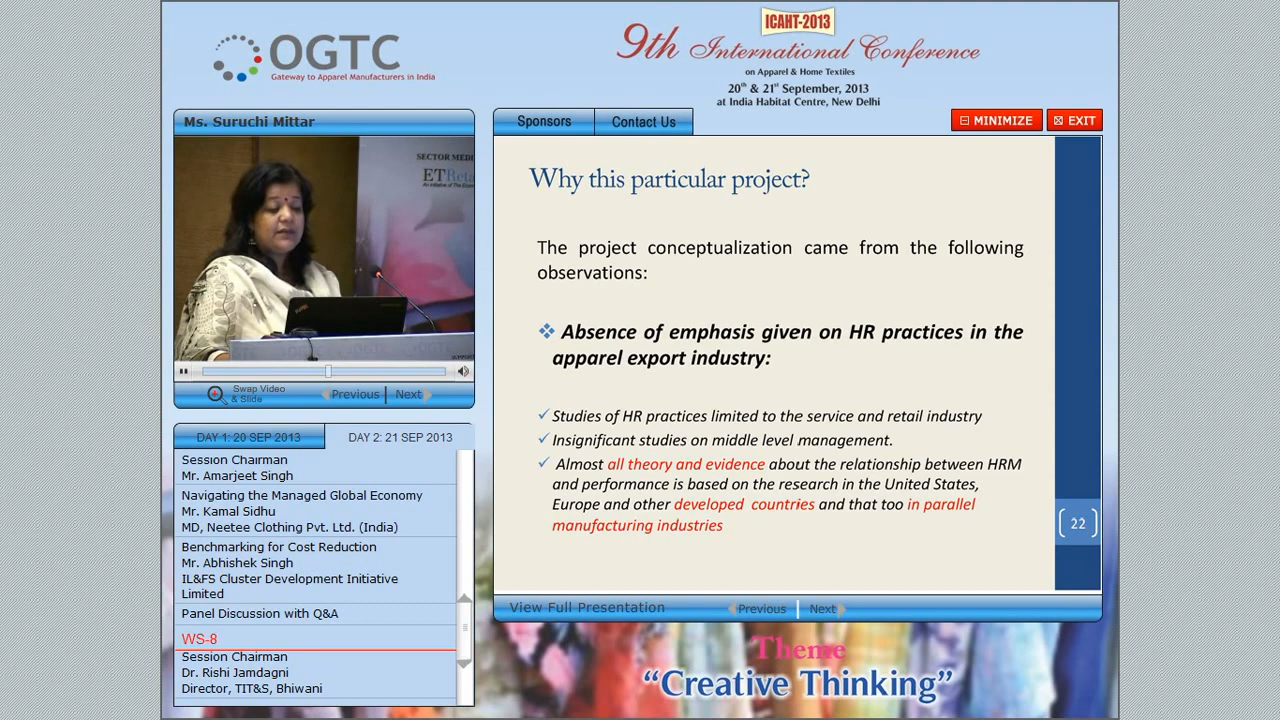 OGTC
Gateway to Apparel Manufacturers in India
ICAHT-2013
9th International Conference
on Apparel & Home Textiles
20th & 21st September, 2013
at India Habitat Centre, New Delhi
Ms. Suruchi Mittar
SECTOR MEDI
ETReta
An initiative of The
OGTC
Swap Video
& Slide
Previous
Next
DAY 1: 20 SEP 2013
DAY 2: 21 SEP 2013
Session Chairman
Mr. Amarjeet Singh
Navigating the Managed Global Economy
Mr. Kamal Sidhu
MD, Neetee Clothing Pvt. Ltd. (India)
Benchmarking for Cost Reduction
Mr. Abhishek Singh
IL&FS Cluster Development Initiative
Limited
Panel Discussion with Q&A
WS-8
Session Chairman
Dr. Rishi Jamdagni
Director, TIT&S, Bhiwani
Sponsors
Contact Us
MINIMIZE
EXIT
Why this particular project?
The project conceptualization came from the following
observations:
Absence of emphasis given on HR practices in the
apparel export industry:
Studies of HR practices limited to the service and retail industry
Insignificant studies on middle level management.
Almost all theory and evidence about the relationship between HRM
and performance is based on the research in the United States,
Europe and other developed countries and that too in parallel
manufacturing industries
22
View Full Presentation
Previous
Next
Theme
“Creative Thinking”